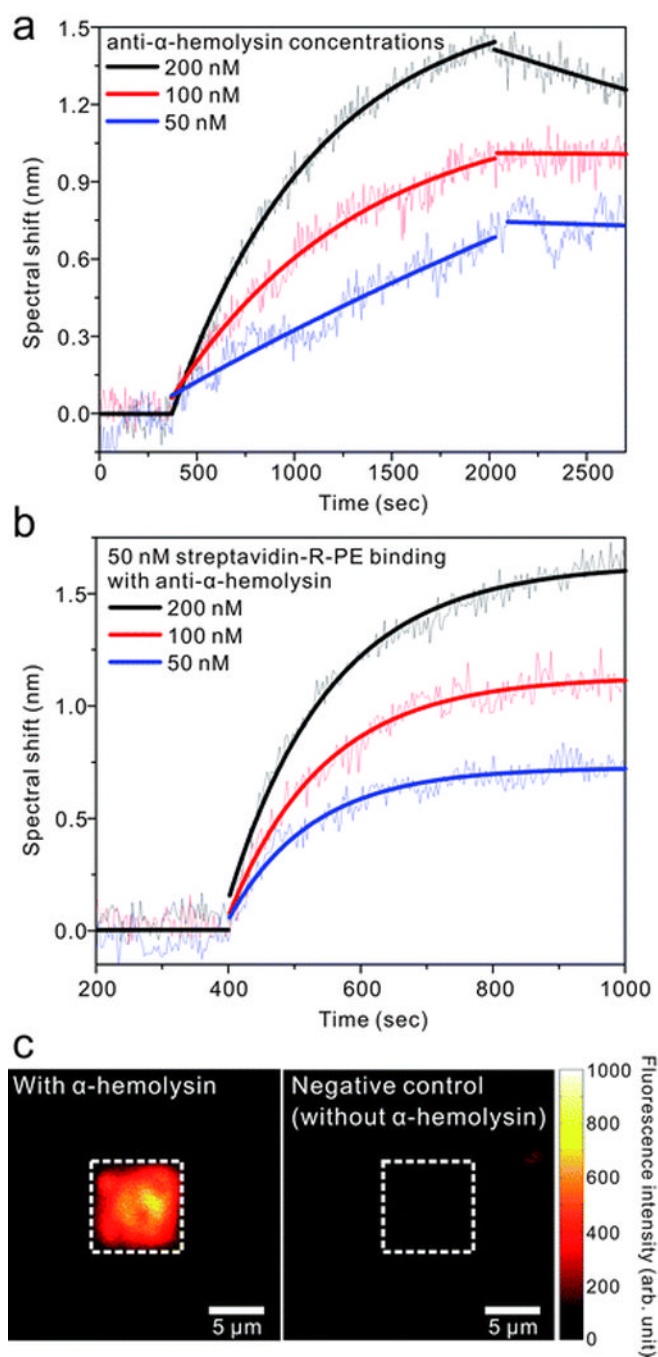 a
anti-α-hemolysin concentrations
200 nM
100 nM
50 nM
1.5
1.2
0.9
0.6
0.3
0.0
Spectral shift (nm)
0 500 1000 1500 2000 2500
Time (sec)
b
50 nM streptavidin-R-PE binding
with anti-α-hemolysin
200 nM
100 nM
50 nM
1.5
1.0
0.5
0.0
Spectral shift (nm)
200 400 600 800 1000
Time (sec)
c
With α-hemolysin
5 μm
Negative control
(without α-hemolysin)
5 μm
1000
800
600
400
200
0
Fluorescence intensity (arb. unit)